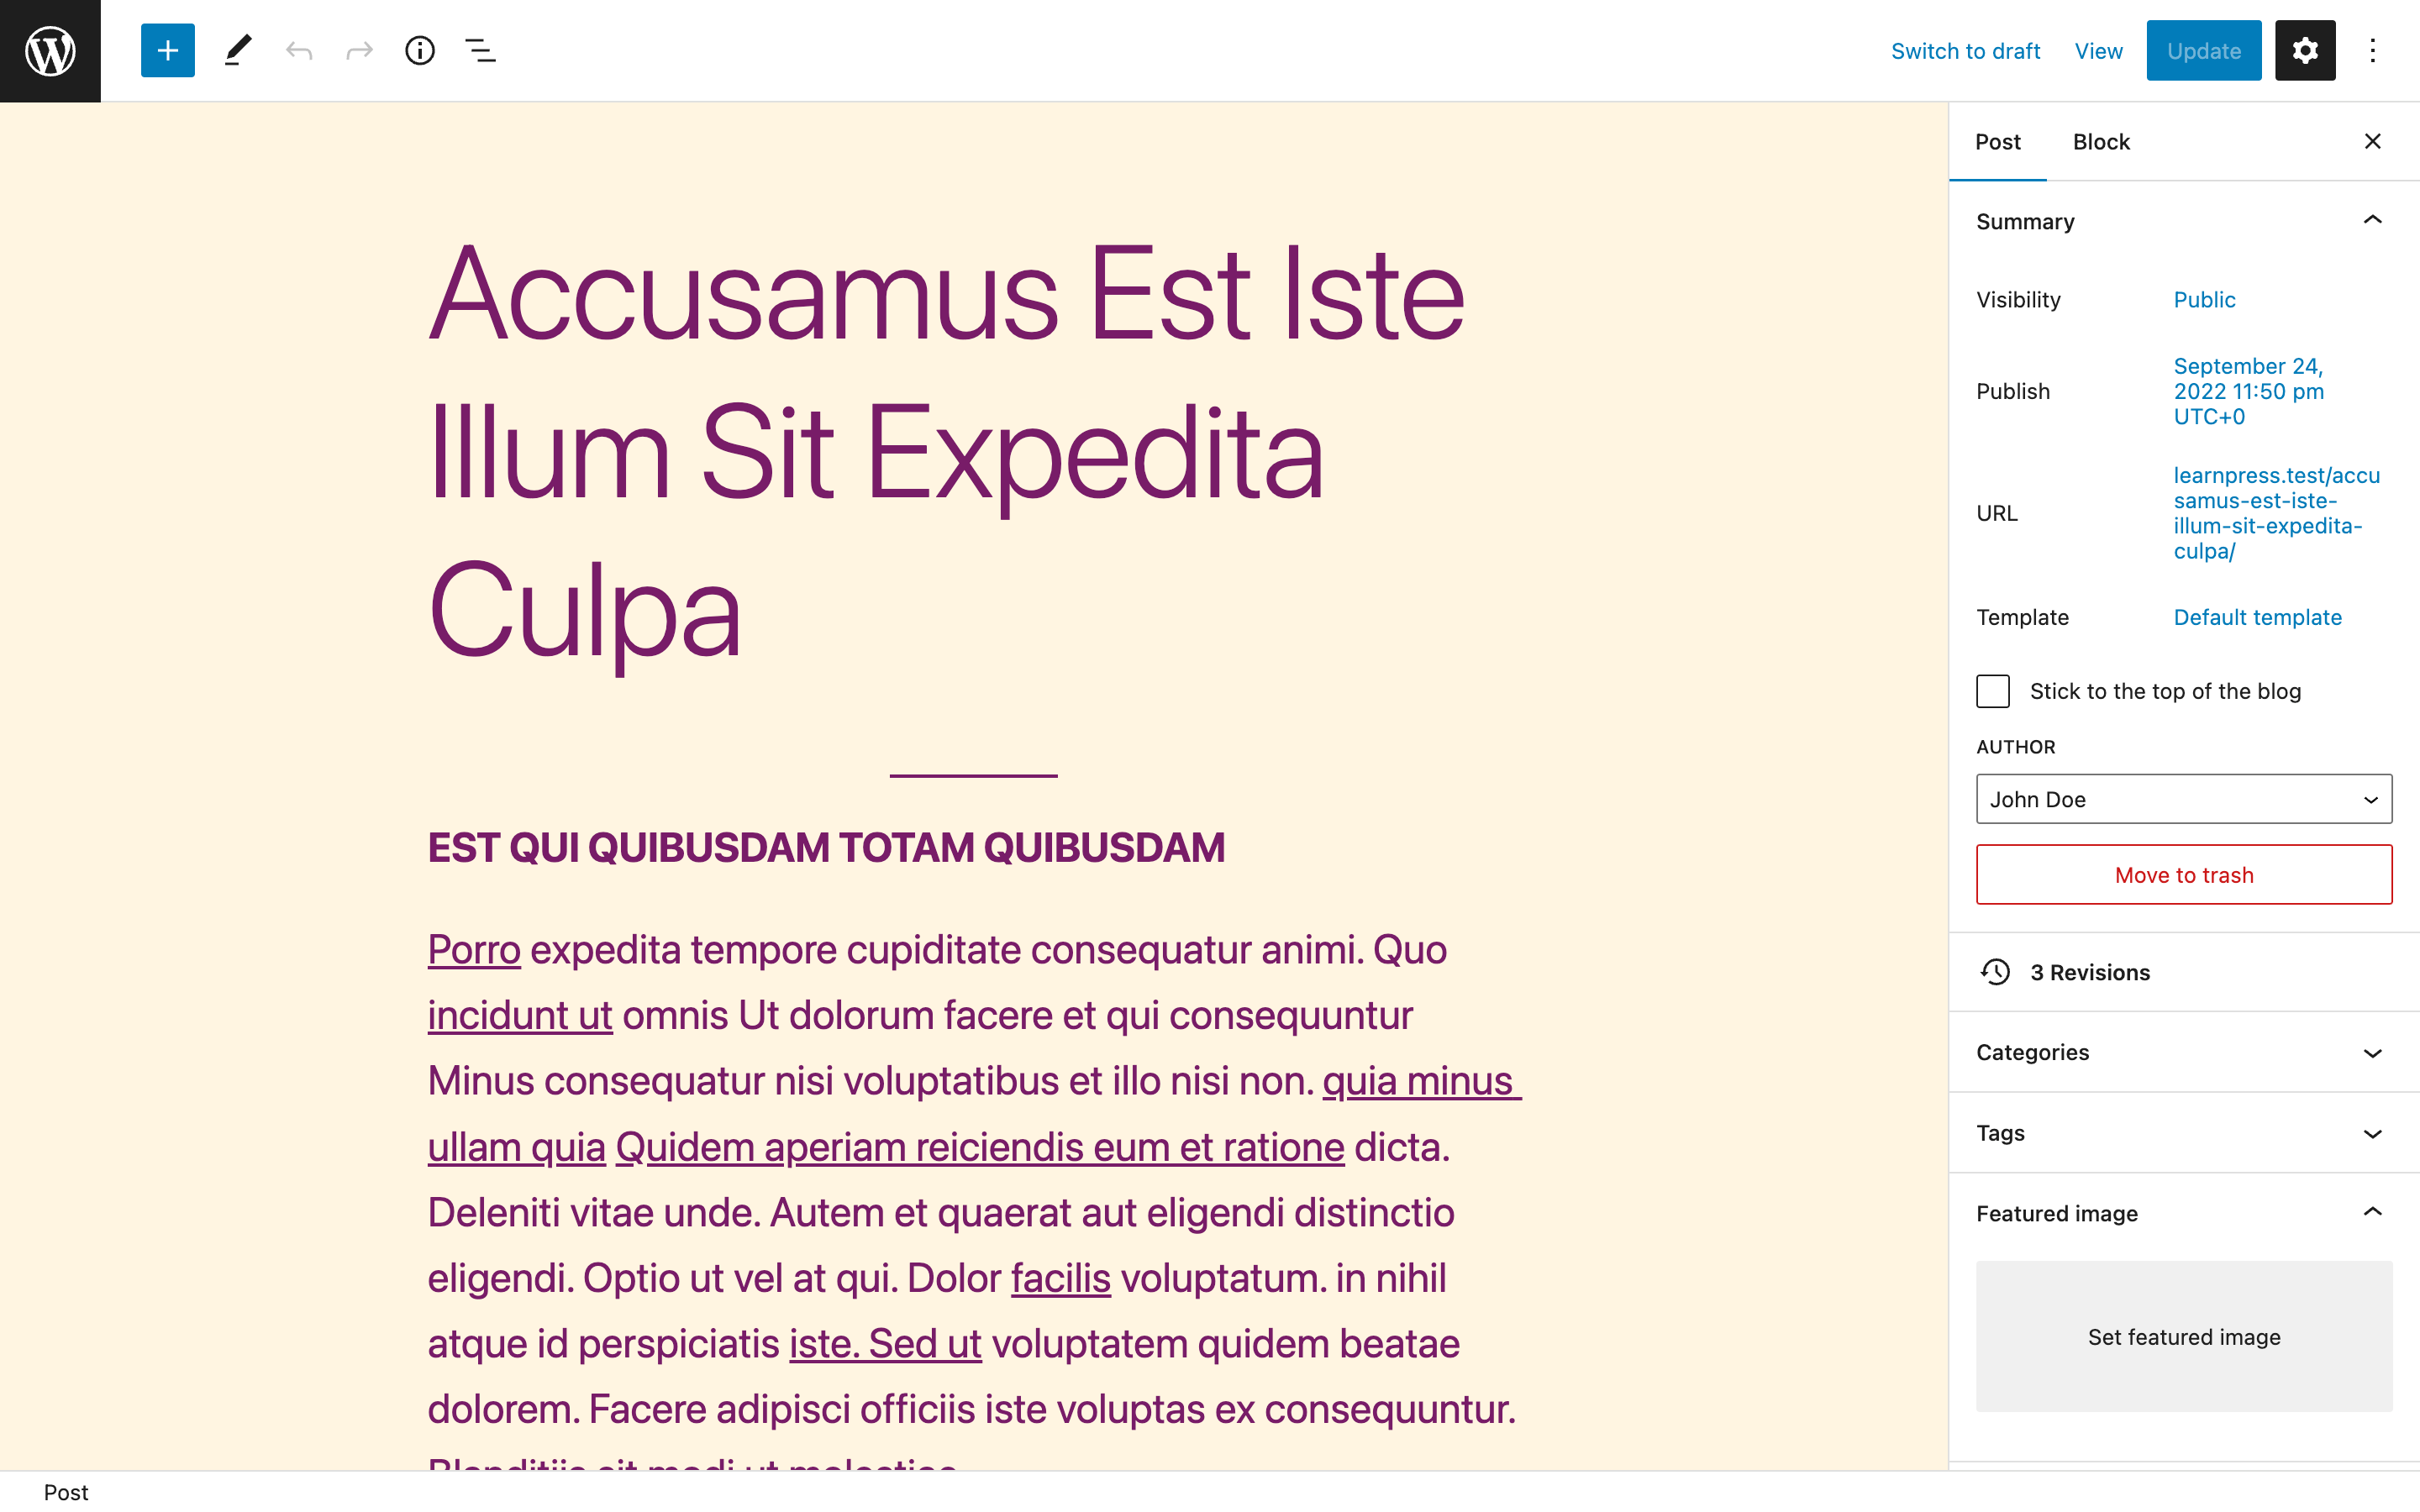 Switch to draft View Update
Accusamus Est Iste
Illum Sit Expedita
Culpa
EST QUI QUIBUSDAM TOTAM QUIBUSDAM
Porro expedita tempore cupiditate consequatur animi. Quo
incidunt ut omnis Ut dolorum facere et qui consequuntur
Minus consequatur nisi voluptatibus et illo nisi non. quia minus
ullam quia Quidem aperiam reiciendis eum et ratione dicta.
Deleniti vitae unde. Autem et quaerat aut eligendi distinctio
eligendi. Optio ut vel at qui. Dolor facilis voluptatum. in nihil
atque id perspiciatis iste. Sed ut voluptatem quidem beatae
dolorem. Facere adipisci officiis iste voluptas ex consequuntur.
Blanditiis sit modi ut molestiae
Post Block
Summary
Visibility Public
Publish September 24,
2022 11:50 pm
UTC+0
URL learnpress.test/accu
samus-est-iste-
illum-sit-expedita-
culpa/
Template Default template
Stick to the top of the blog
AUTHOR
John Doe
Move to trash
3 Revisions
Categories
Tags
Featured image
Set featured image
Post